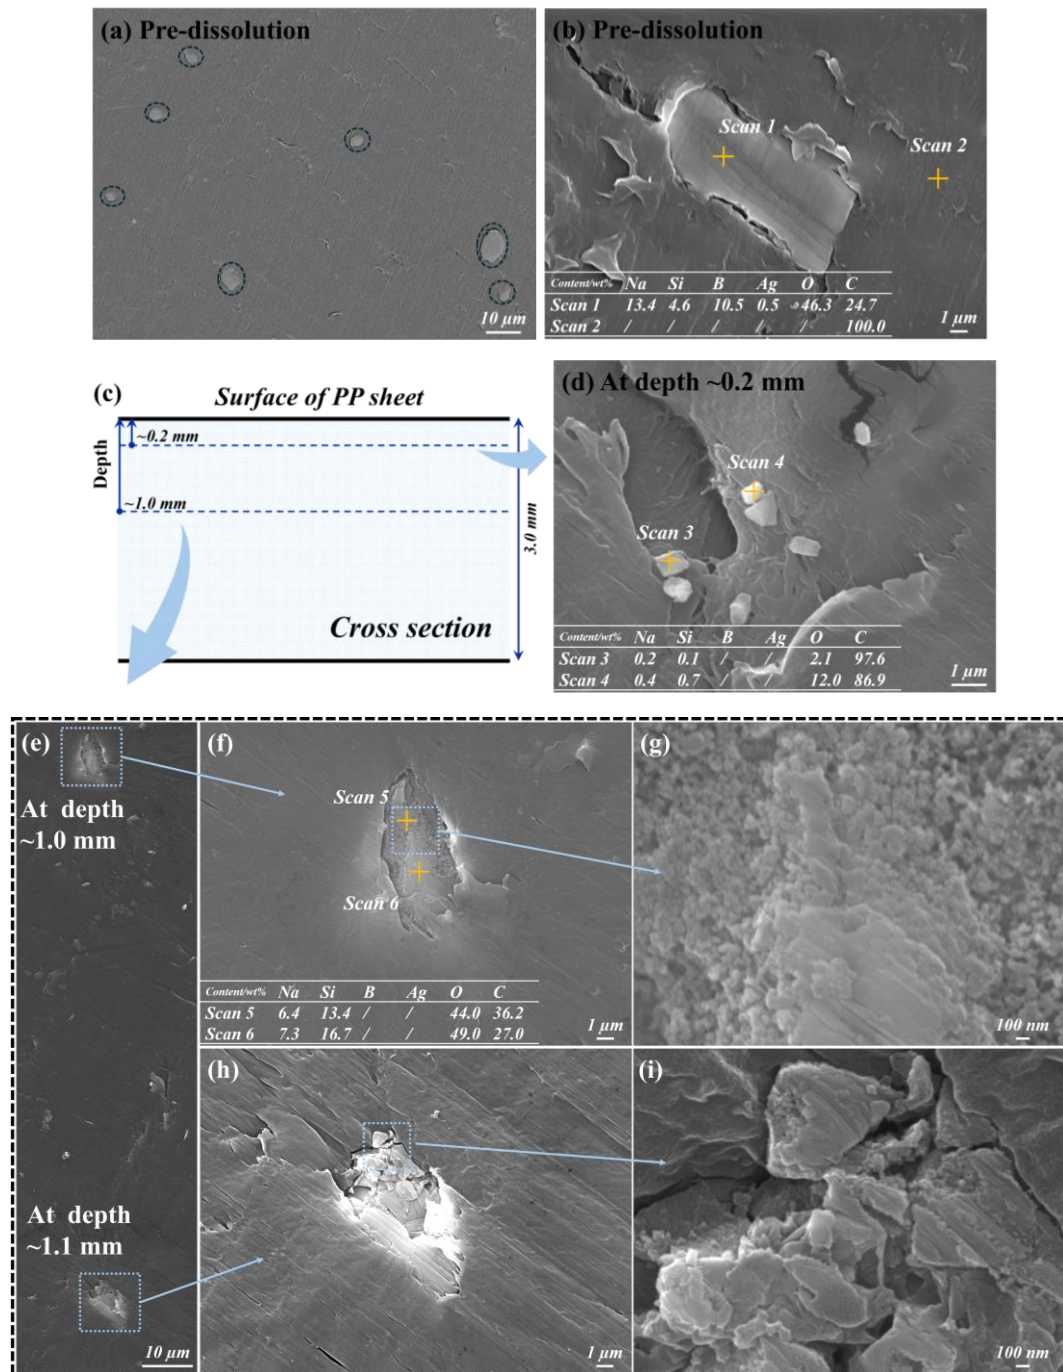 (a) Pre-dissolution
10 µm
(b) Pre-dissolution
Scan 1
Scan 2
Content/wt% Na Si B Ag O C
Scan 1 13.4 4.6 10.5 0.5 46.3 24.7
Scan 2 / / / / / 100.0
1 µm
(c)
Surface of PP sheet
Depth
~0.2 mm
~1.0 mm
3.0 mm
Cross section
(d) At depth ~0.2 mm
Scan 4
Scan 3
Content/wt% Na Si B Ag O C
Scan 3 0.2 0.1 / / 2.1 97.6
Scan 4 0.4 0.7 / / 12.0 86.9
1 µm
(e)
At depth
~1.0 mm
At depth
~1.1 mm
10 µm
(f)
Scan 5
Scan 6
Content/wt% Na Si B Ag O C
Scan 5 6.4 13.4 / / 44.0 36.2
Scan 6 7.3 16.7 / / 49.0 27.0
1 µm
(g)
100 nm
(h)
1 µm
(i)
100 nm